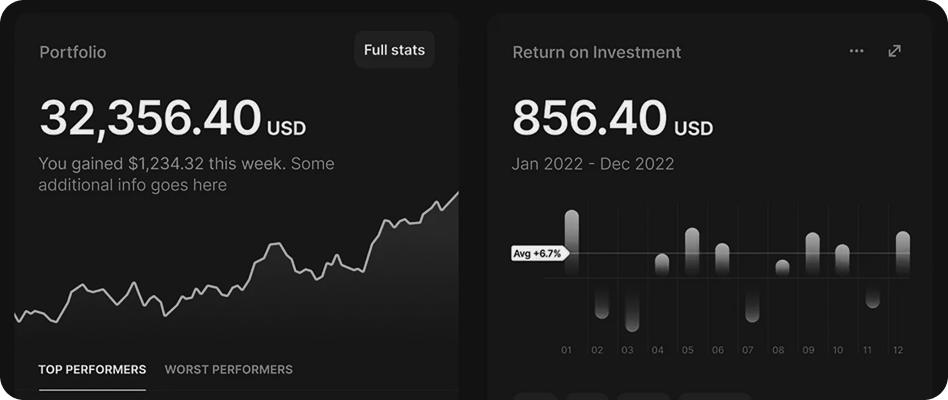 Portfolio
Full stats
32,356.40 USD
You gained $1,234.32 this week. Some
additional info goes here
TOP PERFORMERS
WORST PERFORMERS
Return on Investment
856.40 USD
Jan 2022 - Dec 2022
Avg +6.7%
01 02 03 04 05 06 07 08 09 10 11 12